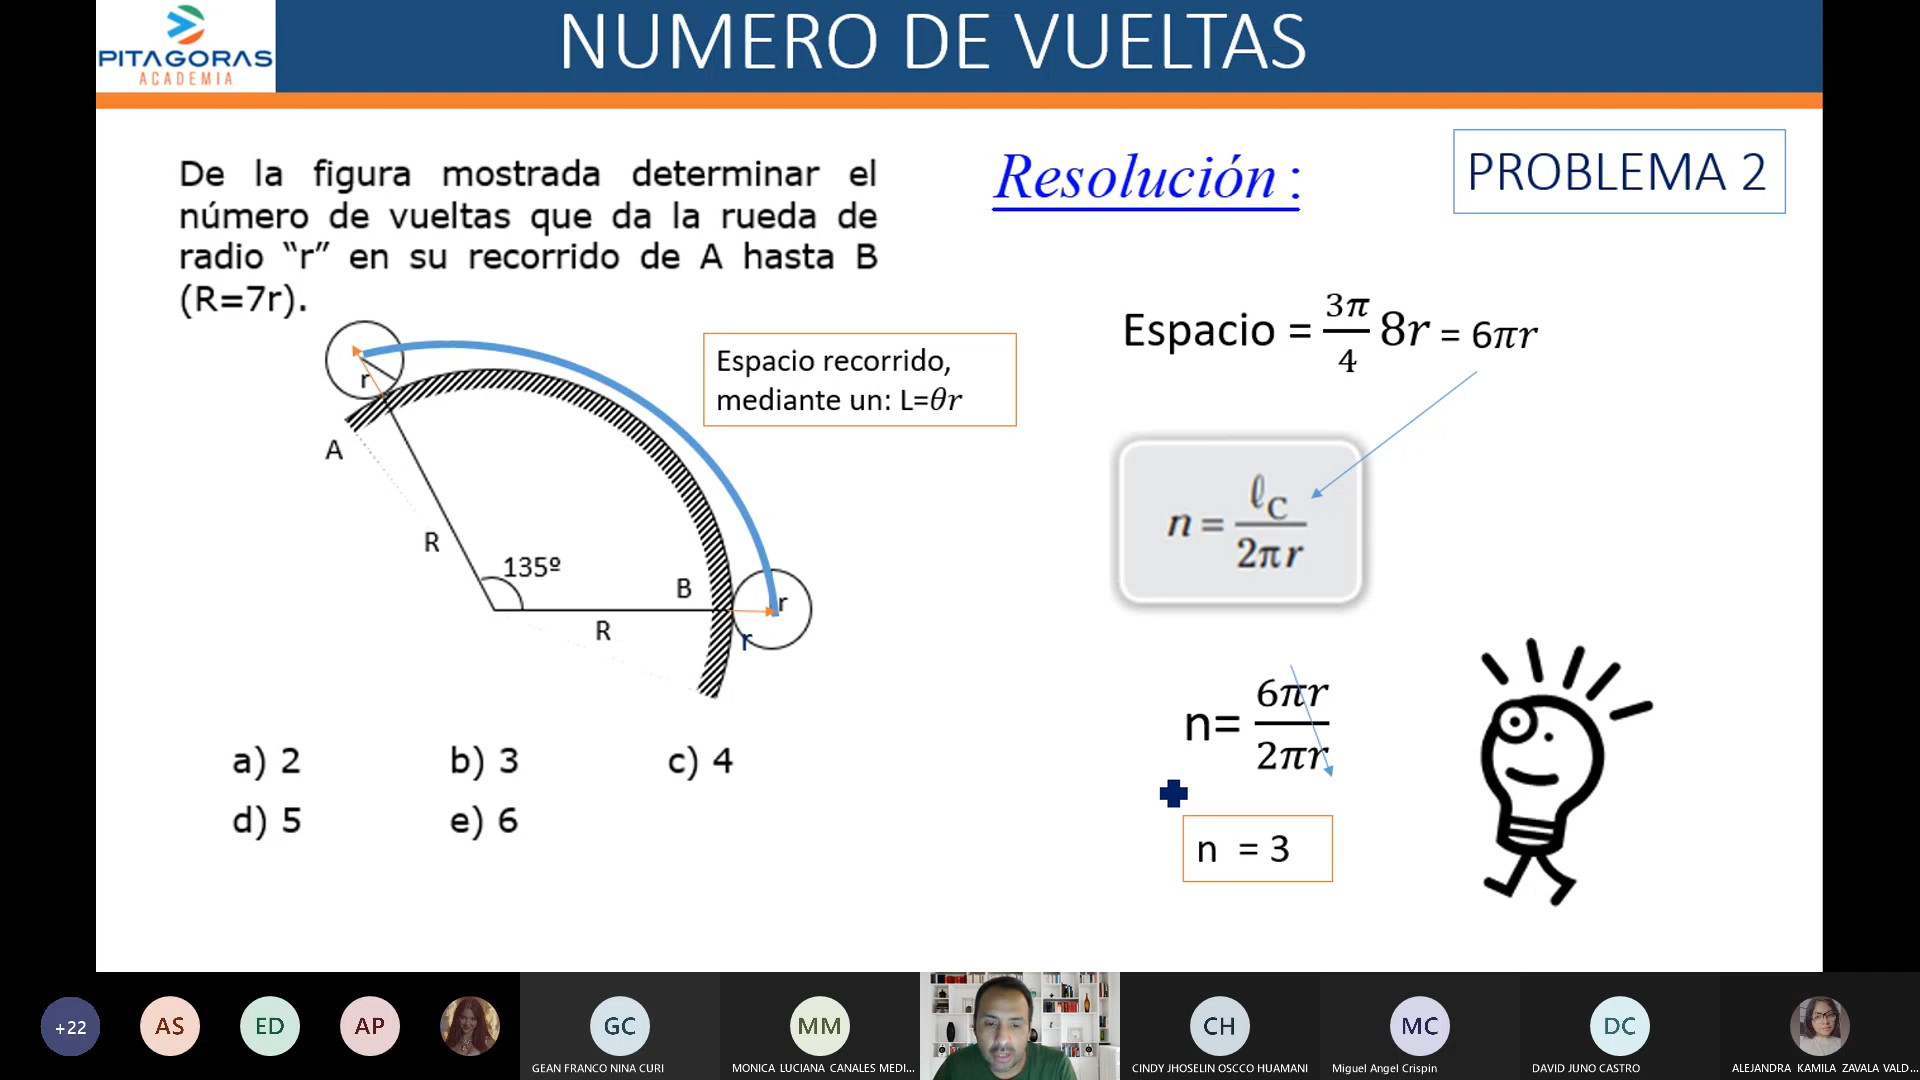 PITAGORAS
ACADEMIA
NUMERO DE VUELTAS
De la figura mostrada determinar el
número de vueltas que da la rueda de
radio “r” en su recorrido de A hasta B
(R=7r).
Resolución :
PROBLEMA 2
Espacio = 3π/4 8r = 6πr
Espacio recorrido,
mediante un: L=θr
r
A
R
135º
B
r
R
r
n = ℓC / 2πr
n= 6πr / 2πr
n = 3
a) 2 b) 3 c) 4
d) 5 e) 6
+22
AS
ED
AP
GC
GEAN FRANCO NINA CURI
MM
MONICA LUCIANA CANALES MEDI...
CH
CINDY JHOSELIN OSCCO HUAMANI
MC
Miguel Angel Crispin
DC
DAVID JUNO CASTRO
ALEJANDRA KAMILA ZAVALA VALD...